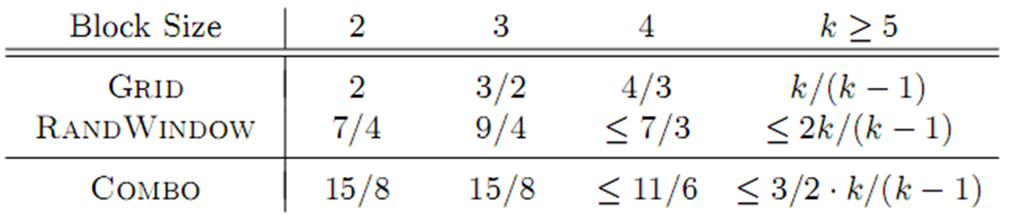 Block Size 2 3 4 k ≥ 5
GRID 2 3/2 4/3 k/(k − 1)
RANDWINDOW 7/4 9/4 ≤ 7/3 ≤ 2k/(k − 1)
COMBO 15/8 15/8 ≤ 11/6 ≤ 3/2 · k/(k − 1)